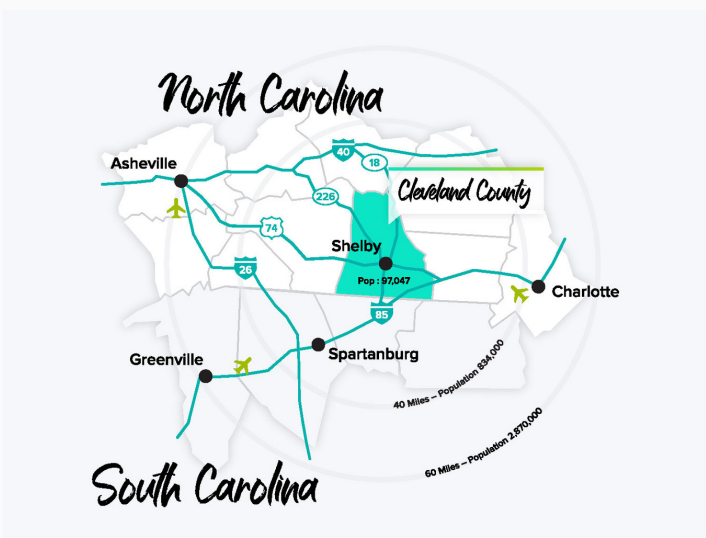 North Carolina
40
18
Asheville
Cleveland County
226
74
Shelby
26
Pop : 97,047
Charlotte
85
Spartanburg
Greenville
40 Miles – Population 834,000
60 Miles – Population 2,870,000
South Carolina